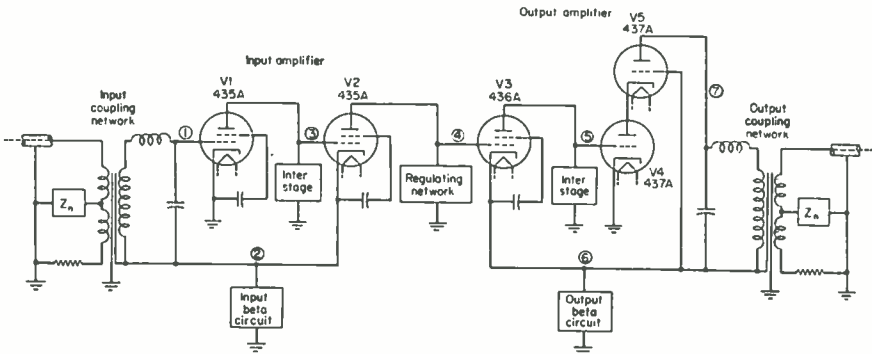 Output amplifier
V5
437A
Input amplifier
Input
coupling
network
V1
435A
V2
435A
V3
436A
⑦
Output
coupling
network
①
③
④
⑤
V4
437A
Inter
stage
Regulating
network
Inter
stage
Zn
Zn
②
⑥
Input
beta
circuit
Output
beta
circuit